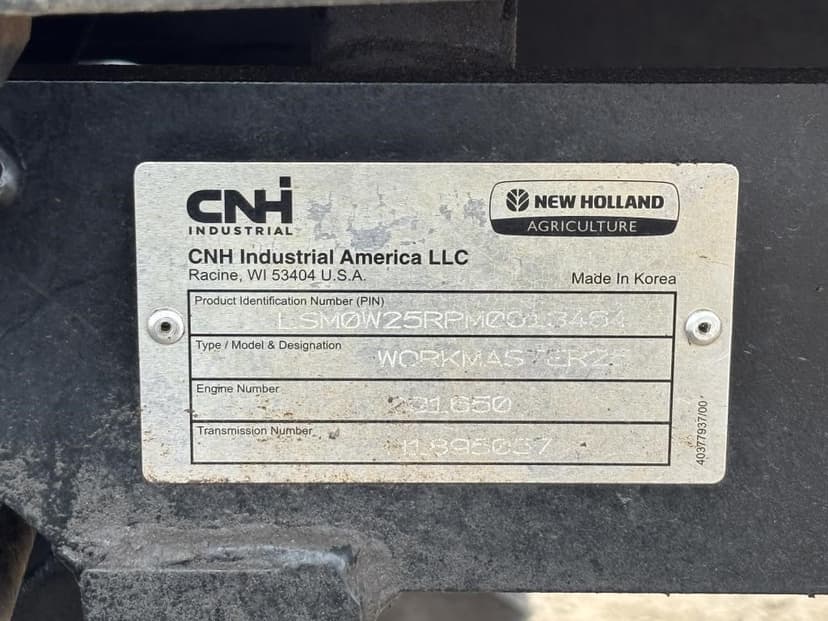 CNH
INDUSTRIAL
NEW HOLLAND
AGRICULTURE
CNH Industrial America LLC
Racine, WI 53404 U.S.A.
Made In Korea
Product Identification Number (PIN)
Type / Model & Designation
WORKMASTER25
Engine Number
Transmission Number
40377937/00